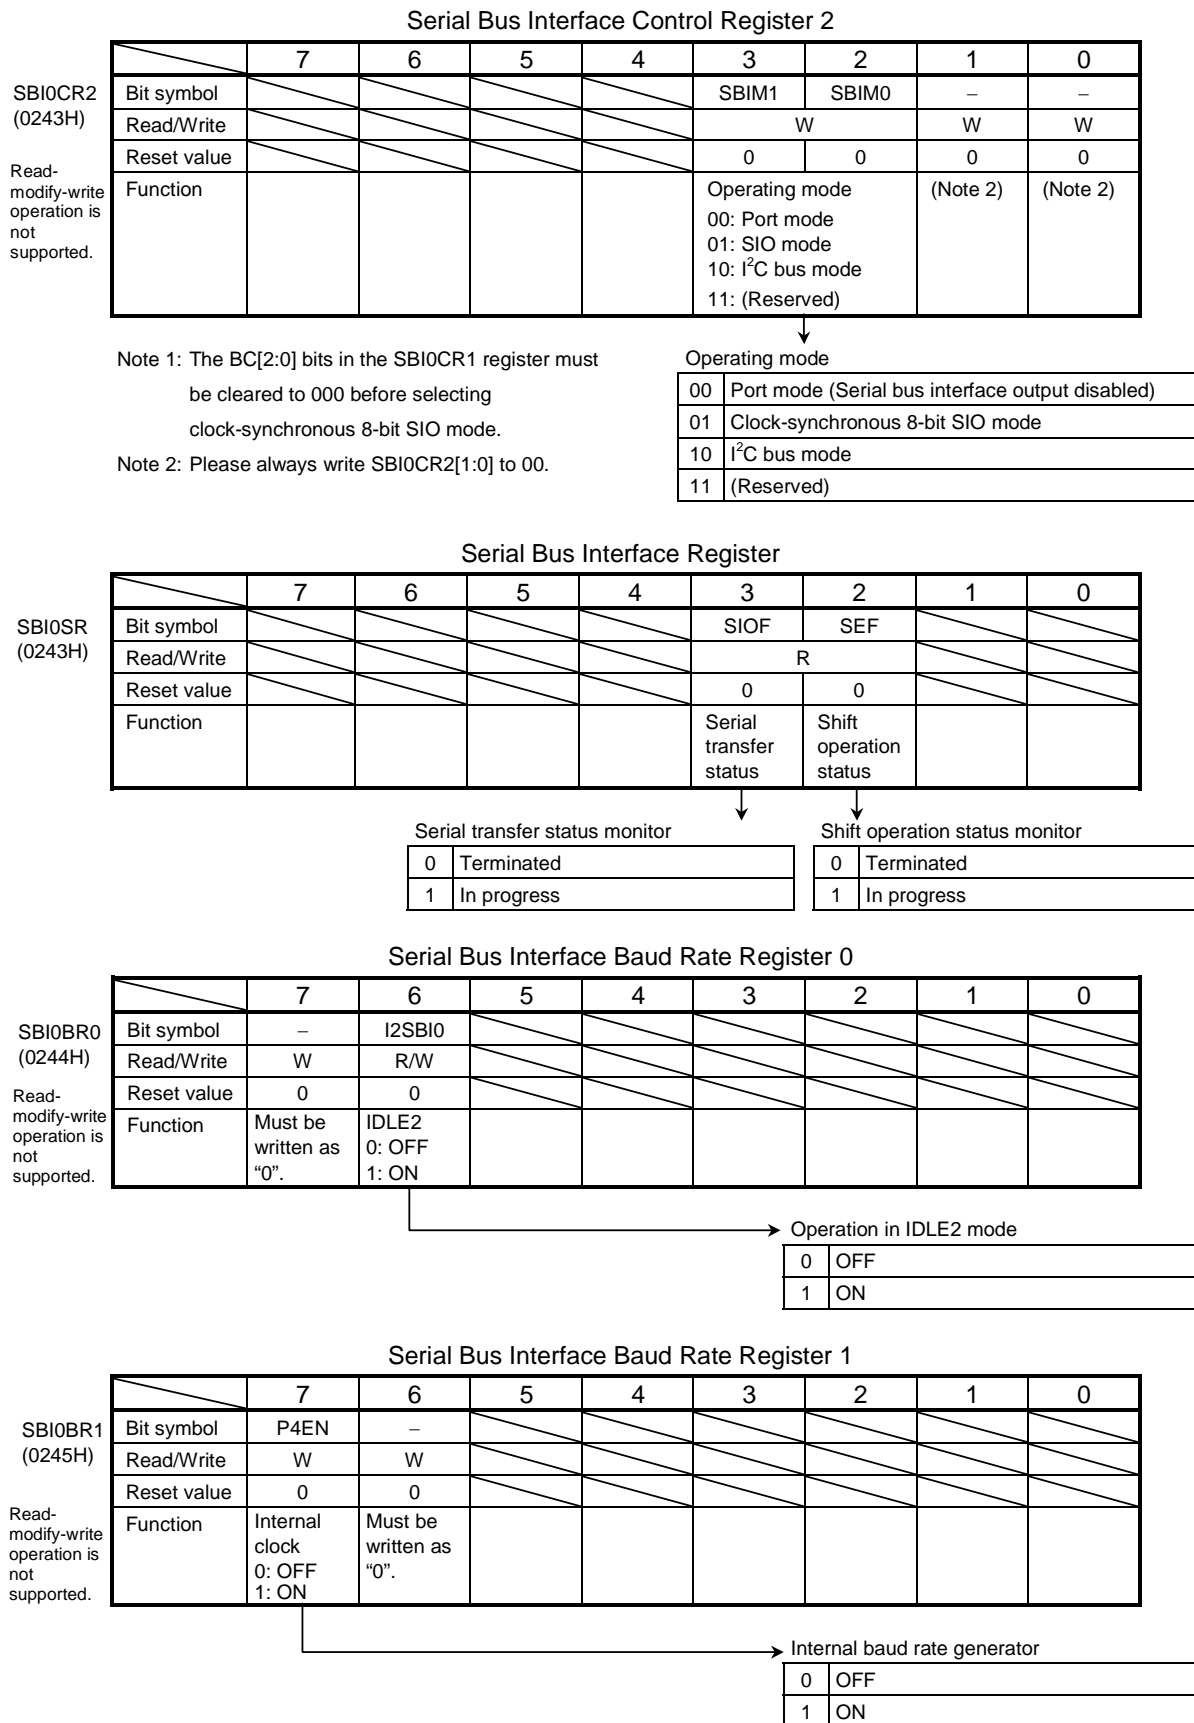 Serial Bus Interface Control Register 2
7 6 5 4 3 2 1 0
SBI0CR2
(0243H)
Read-
modify-write
operation is
not
supported.
Bit symbol SBIM1 SBIM0 – –
Read/Write W W W
Reset value 0 0 0 0
Function Operating mode (Note 2) (Note 2)
00: Port mode
01: SIO mode
10: I²C bus mode
11: (Reserved)
Note 1: The BC[2:0] bits in the SBI0CR1 register must
be cleared to 000 before selecting
clock-synchronous 8-bit SIO mode.
Note 2: Please always write SBI0CR2[1:0] to 00.
Operating mode
00 Port mode (Serial bus interface output disabled)
01 Clock-synchronous 8-bit SIO mode
10 I²C bus mode
11 (Reserved)
Serial Bus Interface Register
7 6 5 4 3 2 1 0
SBI0SR
(0243H)
Bit symbol SIOF SEF
Read/Write R
Reset value 0 0
Function Serial Shift
transfer operation
status status
Serial transfer status monitor
0 Terminated
1 In progress
Shift operation status monitor
0 Terminated
1 In progress
Serial Bus Interface Baud Rate Register 0
7 6 5 4 3 2 1 0
SBI0BR0
(0244H)
Read-
modify-write
operation is
not
supported.
Bit symbol – I2SBI0
Read/Write W R/W
Reset value 0 0
Function Must be IDLE2
written as 0: OFF
“0”. 1: ON
Operation in IDLE2 mode
0 OFF
1 ON
Serial Bus Interface Baud Rate Register 1
7 6 5 4 3 2 1 0
SBI0BR1
(0245H)
Read-
modify-write
operation is
not
supported.
Bit symbol P4EN –
Read/Write W W
Reset value 0 0
Function Internal Must be
clock written as
0: OFF “0”.
1: ON
Internal baud rate generator
0 OFF
1 ON